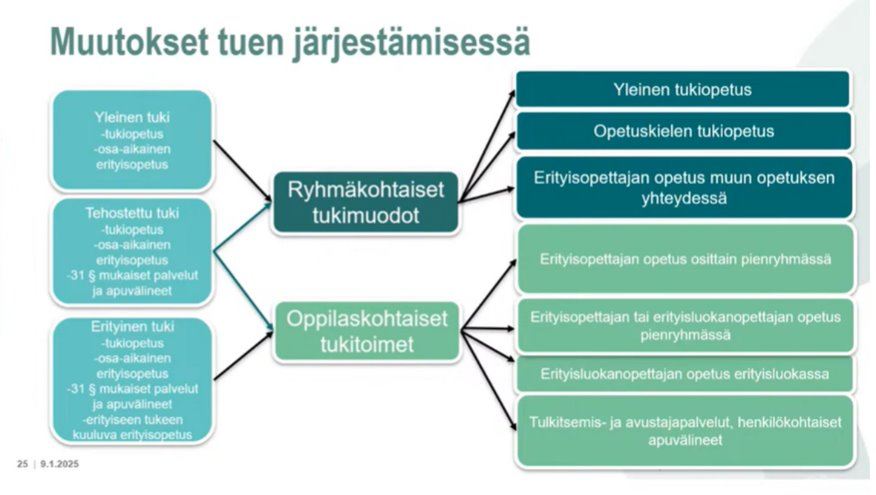 Muutokset tuen järjestämisessä
Yleinen tuki
-tukiopetus
-osa-aikainen
erityisopetus
Tehostettu tuki
-tukiopetus
-osa-aikainen
erityisopetus
-31 § mukaiset palvelut
ja apuvälineet
Erityinen tuki
-tukiopetus
-osa-aikainen
erityisopetus
-31 § mukaiset palvelut
ja apuvälineet
-erityiseen tukeen
kuuluva erityisopetus
Ryhmäkohtaiset
tukimuodot
Oppilaskohtaiset
tukitoimet
Yleinen tukiopetus
Opetuskielen tukiopetus
Erityisopettajan opetus muun opetuksen
yhteydessä
Erityisopettajan opetus osittain pienryhmässä
Erityisopettajan tai erityisluokanopettajan opetus
pienryhmässä
Erityisluokanopettajan opetus erityisluokassa
Tulkitsemis- ja avustajapalvelut, henkilökohtaiset
apuvälineet
25 | 9.1.2025